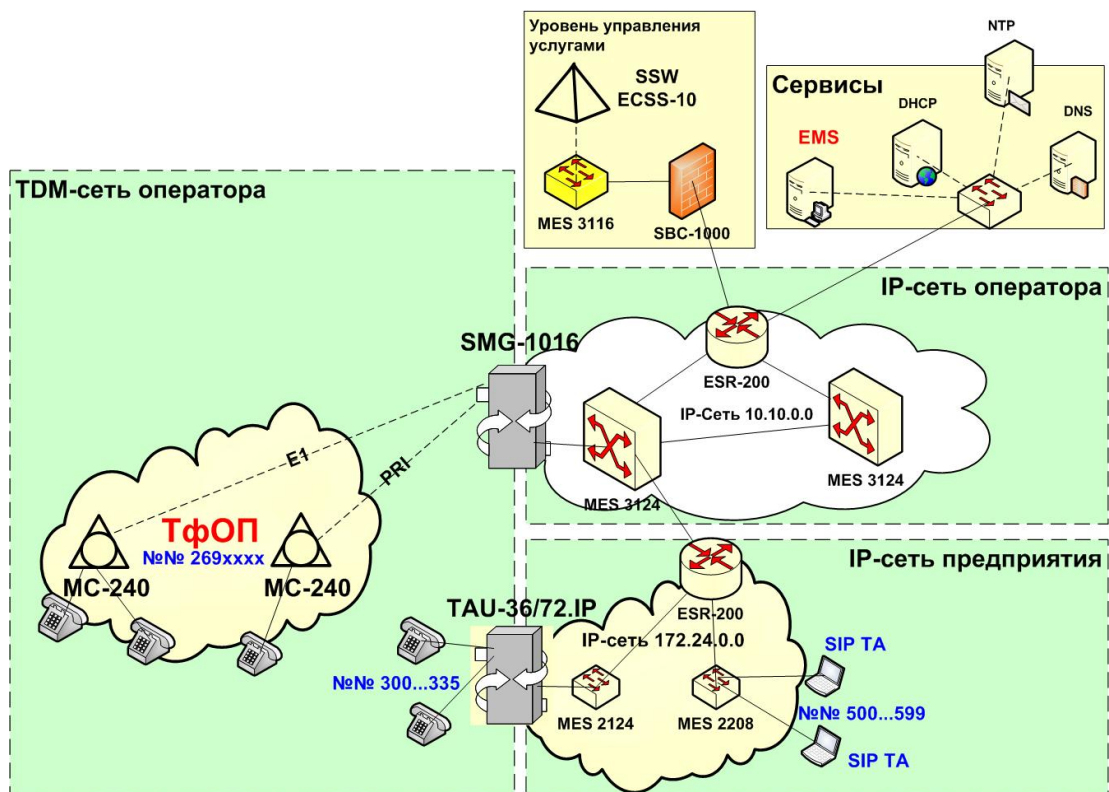 Уровень управления
услугами
SSW
ECSS-10
MES 3116
SBC-1000
NTP
Сервисы
DHCP
DNS
EMS
TDM-сеть оператора
IP-сеть оператора
SMG-1016
ESR-200
IP-Сеть 10.10.0.0
MES 3124
MES 3124
E1
PRI
ТфОП
№№ 269xxxx
МС-240
МС-240
IP-сеть предприятия
TAU-36/72.IP
ESR-200
IP-сеть 172.24.0.0
SIP TA
№№ 300...335
№№ 500...599
MES 2124
MES 2208
SIP TA